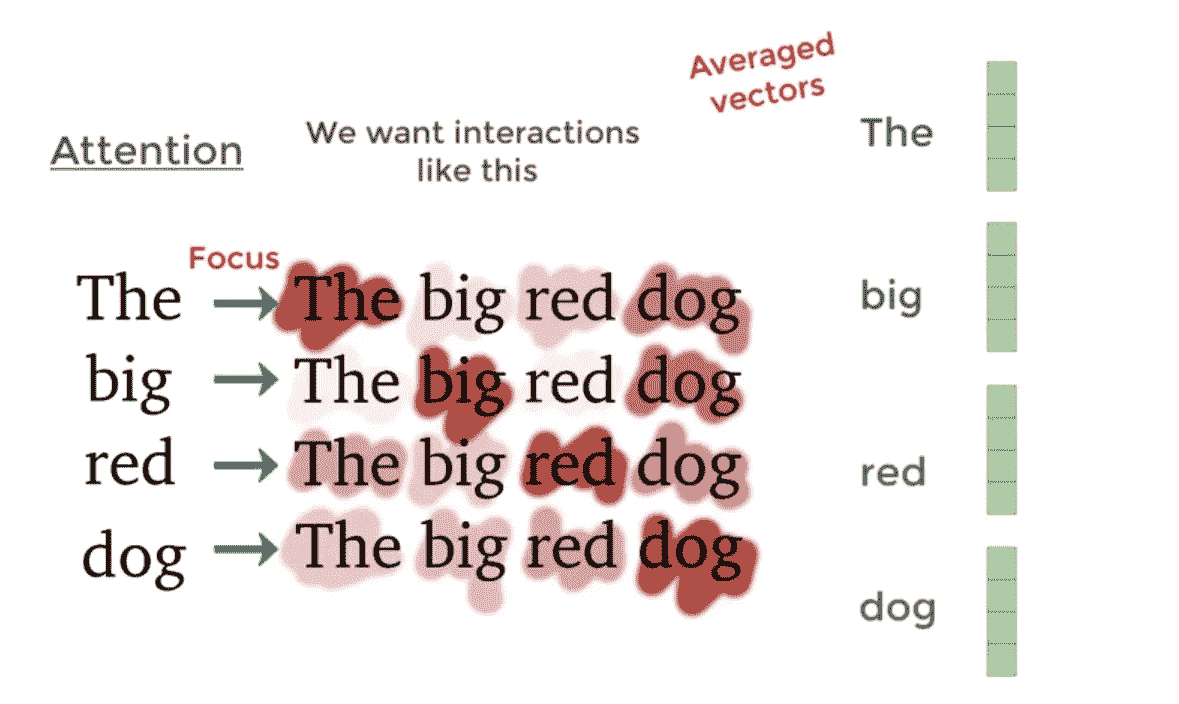 Attention
We want interactions
like this
Averaged
vectors
Focus
The The big red dog
big The big red dog
red The big red dog
dog The big red dog
The
big
red
dog